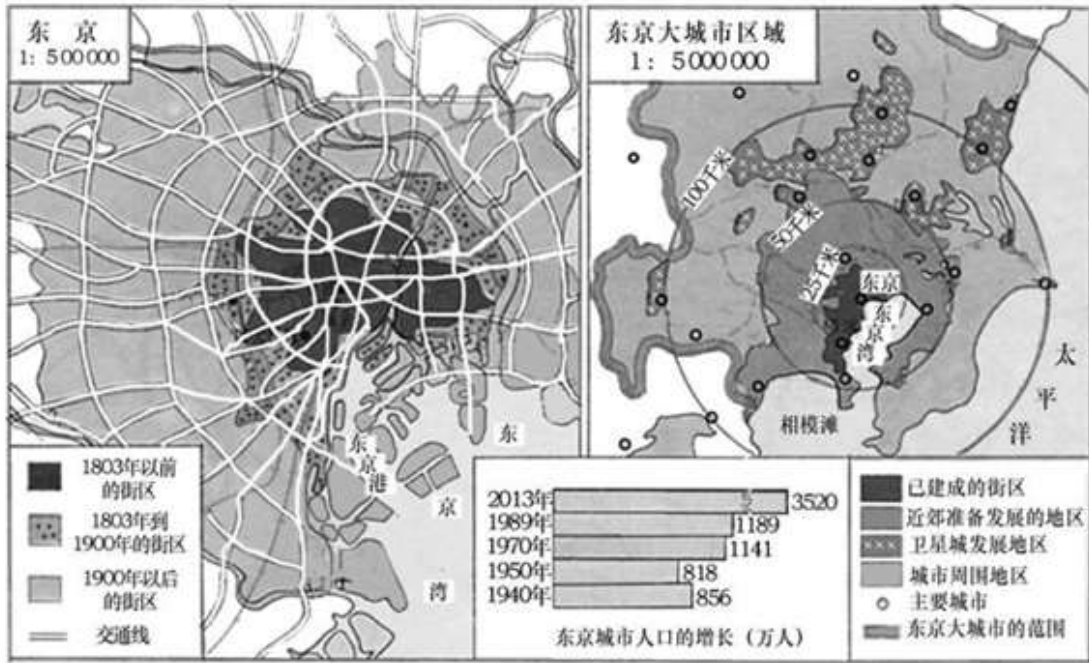 东京
1：500000
1803年以前
的街区
1803年到
1900年的街区
1900年以后
的街区
交通线
东
京
港
东
京
湾
东京大城市区域
1：5000000
100千米
50千米
25千米
东京
东
京
湾
太
平
洋
相模滩
2013年
3520
1989年
1189
1970年
1141
1950年
818
1940年
856
东京城市人口的增长（万人）
已建成的街区
近郊准备发展的地区
卫星城发展地区
城市周围地区
主要城市
东京大城市的范围